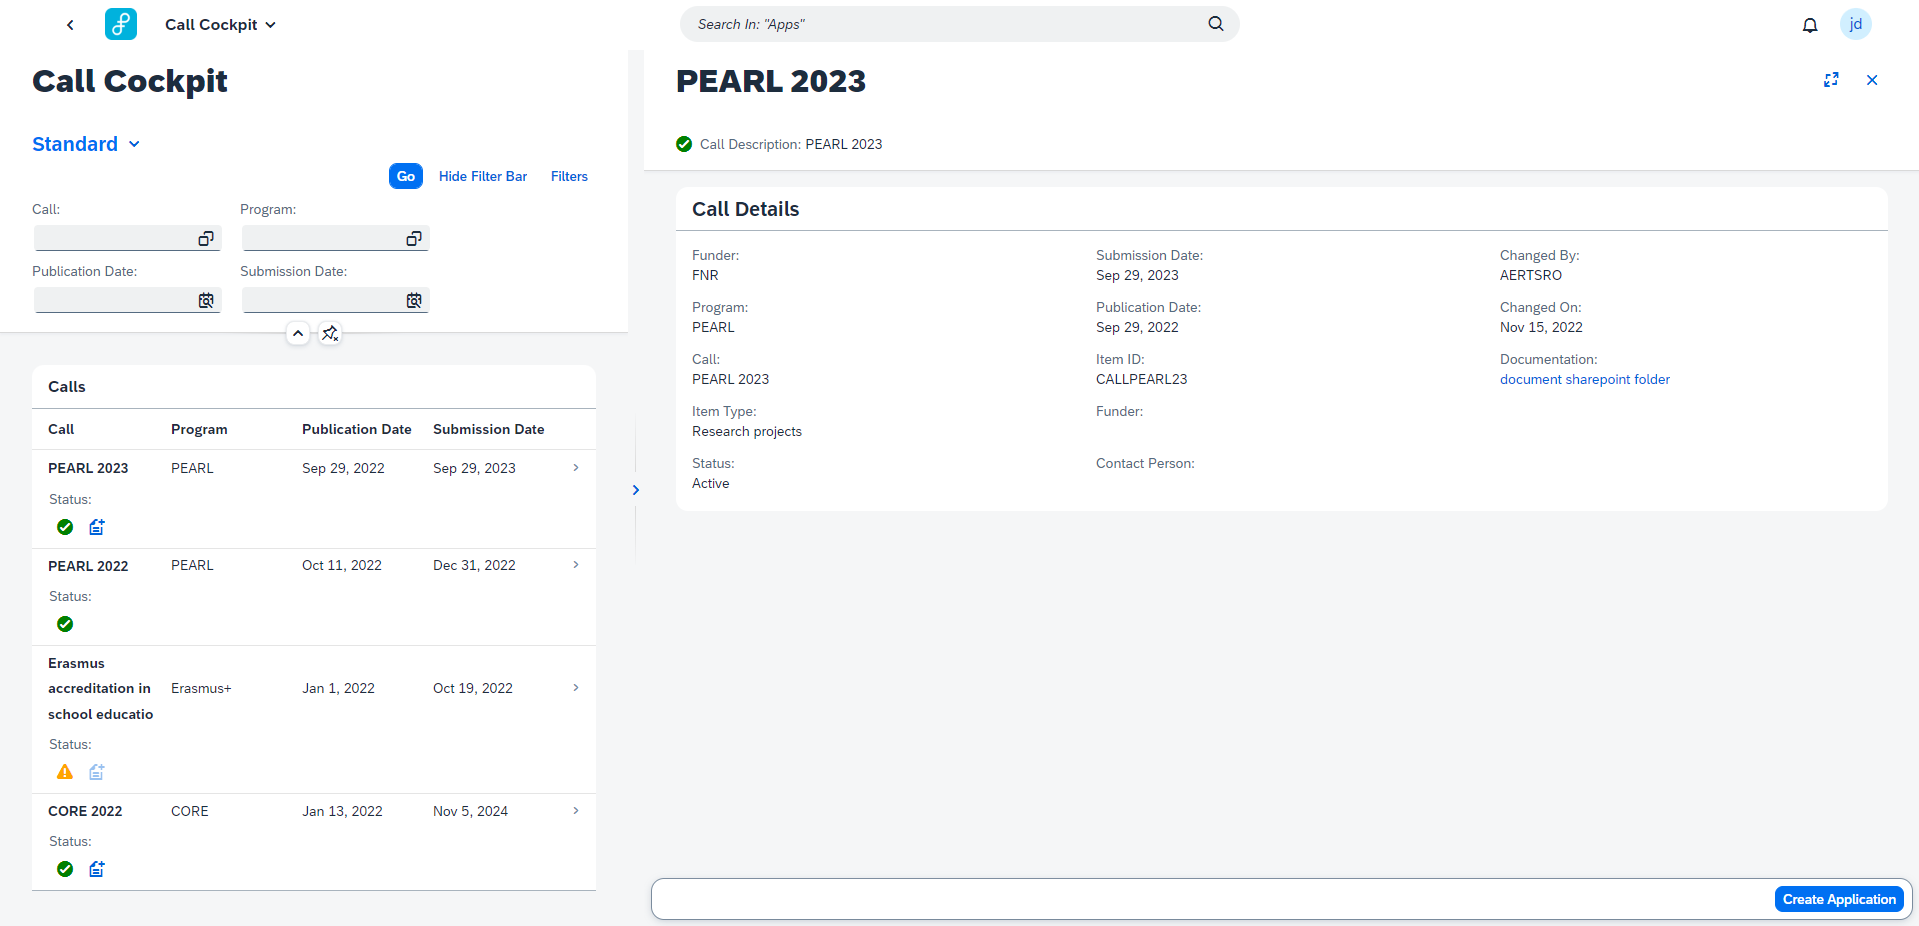 Call Cockpit
Search In: "Apps"
jd
Call Cockpit
Standard
Go
Hide Filter Bar
Filters
Call:
Program:
Publication Date:
Submission Date:
Calls
Call Program Publication Date Submission Date
PEARL 2023 PEARL Sep 29, 2022 Sep 29, 2023
Status:
PEARL 2022 PEARL Oct 11, 2022 Dec 31, 2022
Status:
Erasmus
accreditation in Erasmus+ Jan 1, 2022 Oct 19, 2022
school educatio
Status:
CORE 2022 CORE Jan 13, 2022 Nov 5, 2024
Status:
PEARL 2023
Call Description: PEARL 2023
Call Details
Funder:
FNR
Program:
PEARL
Call:
PEARL 2023
Item Type:
Research projects
Status:
Active
Submission Date:
Sep 29, 2023
Publication Date:
Sep 29, 2022
Item ID:
CALLPEARL23
Funder:
Contact Person:
Changed By:
AERTSRO
Changed On:
Nov 15, 2022
Documentation:
document sharepoint folder
Create Application